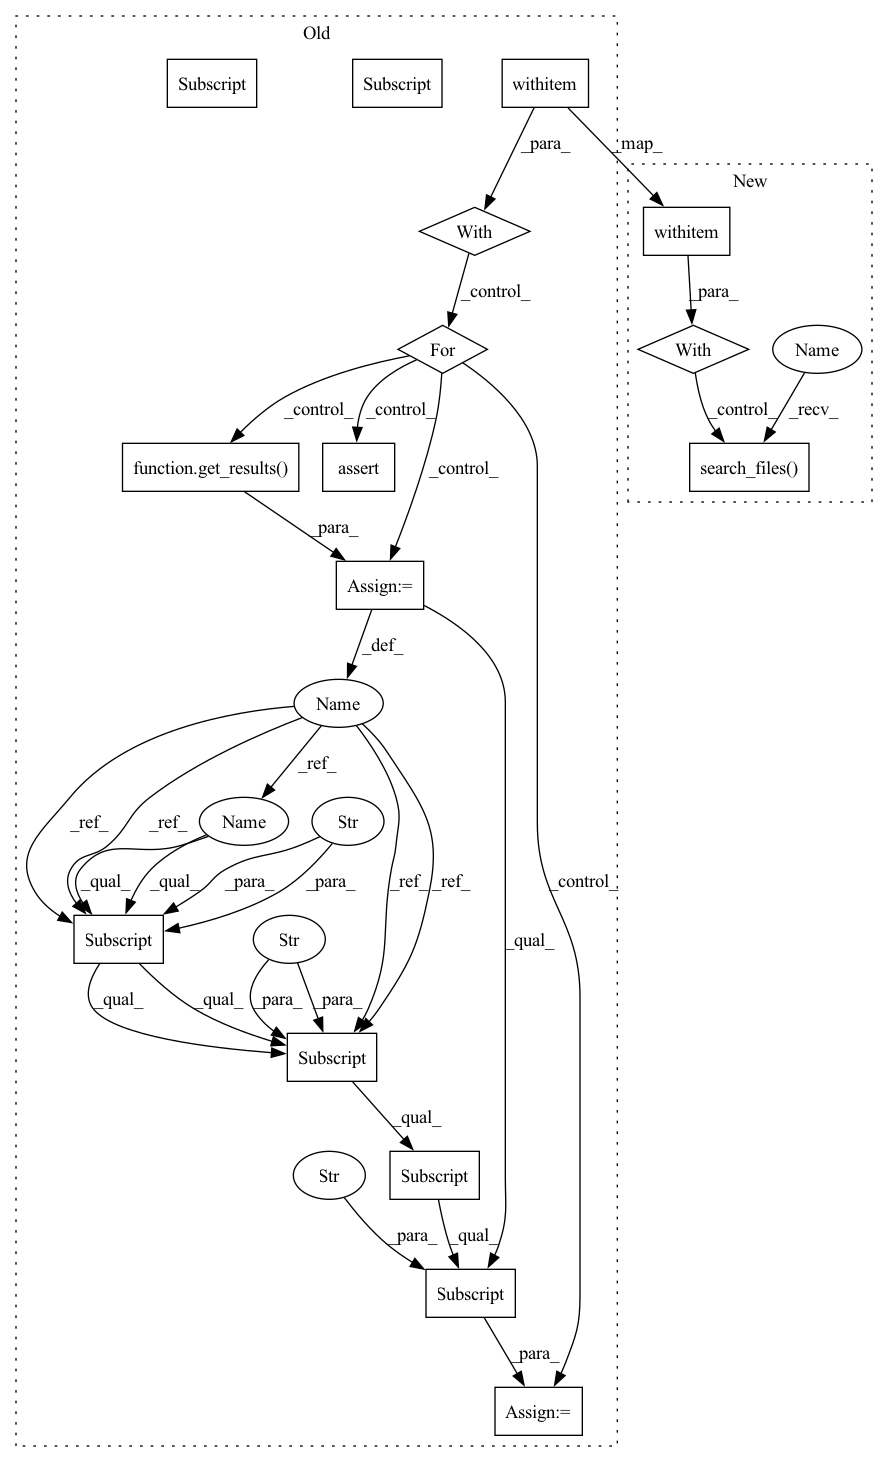 Old
Subscript
Subscript
withitem
_para_
_map_
New
With
withitem
_control_
_para_
For
With
Name
_control_
_control_
_control_
_control_
_recv_
function.get_results()
assert
search_files()
_para_
Assign:=
_def_
Name
_ref_
_ref_
_ref_
Name
Str
_qual_
_qual_
_para_
_para_
_ref_
_ref_
_control_
Subscript
Str
_qual_
_qual_
_qual_
_para_
_para_
Subscript
_qual_
Str
Subscript
_para_
_qual_
Subscript
_para_
Assign:=